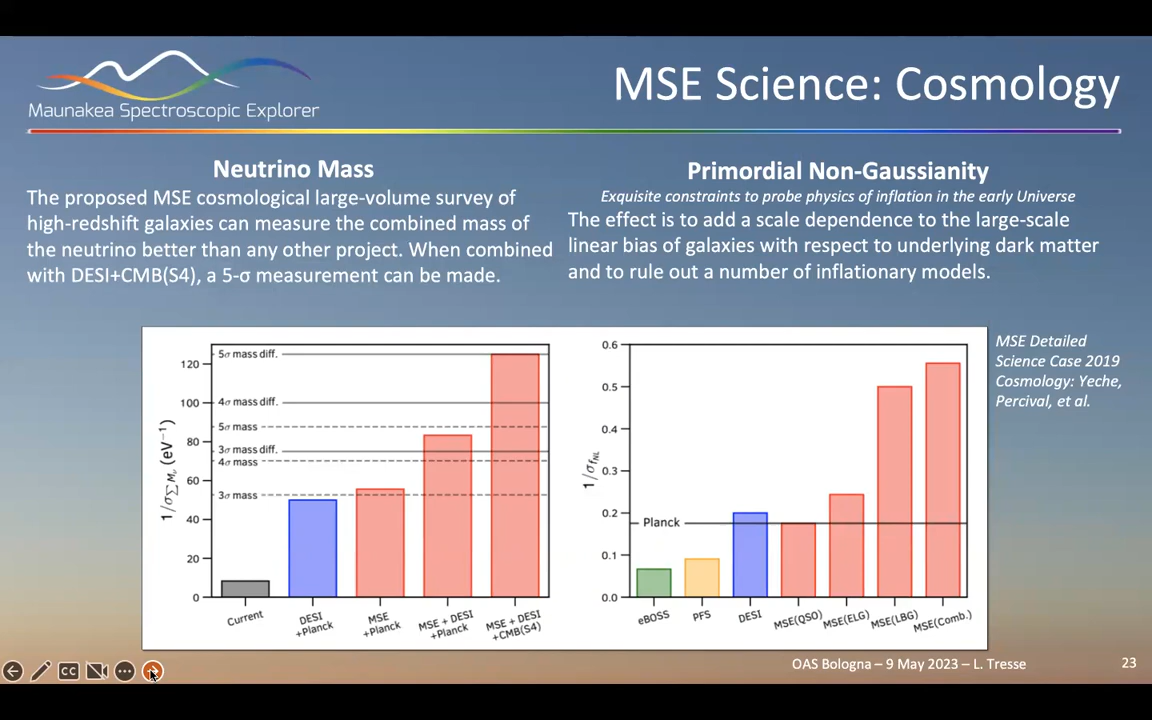 Maunakea Spectroscopic Explorer
MSE Science: Cosmology
Neutrino Mass
The proposed MSE cosmological large-volume survey of
high-redshift galaxies can measure the combined mass of
the neutrino better than any other project. When combined
with DESI+CMB(S4), a 5-σ measurement can be made.
Primordial Non-Gaussianity
Exquisite constraints to probe physics of inflation in the early Universe
The effect is to add a scale dependence to the large-scale
linear bias of galaxies with respect to underlying dark matter
and to rule out a number of inflationary models.
1/σ∑Mν (eV⁻¹)
120
100
80
60
40
20
0
5σ mass diff.
4σ mass diff.
5σ mass
3σ mass diff.
4σ mass
3σ mass
Current
DESI
+Planck
MSE
+Planck
MSE + DESI
+Planck
MSE + DESI
+CMB(S4)
1/σfNL
0.6
0.5
0.4
0.3
0.2
0.1
0.0
Planck
eBOSS
PFS
DESI
MSE(QSO)
MSE(ELG)
MSE(LBG)
MSE(Comb.)
MSE Detailed
Science Case 2019
Cosmology: Yeche,
Percival, et al.
CC
OAS Bologna – 9 May 2023 – L. Tresse
23